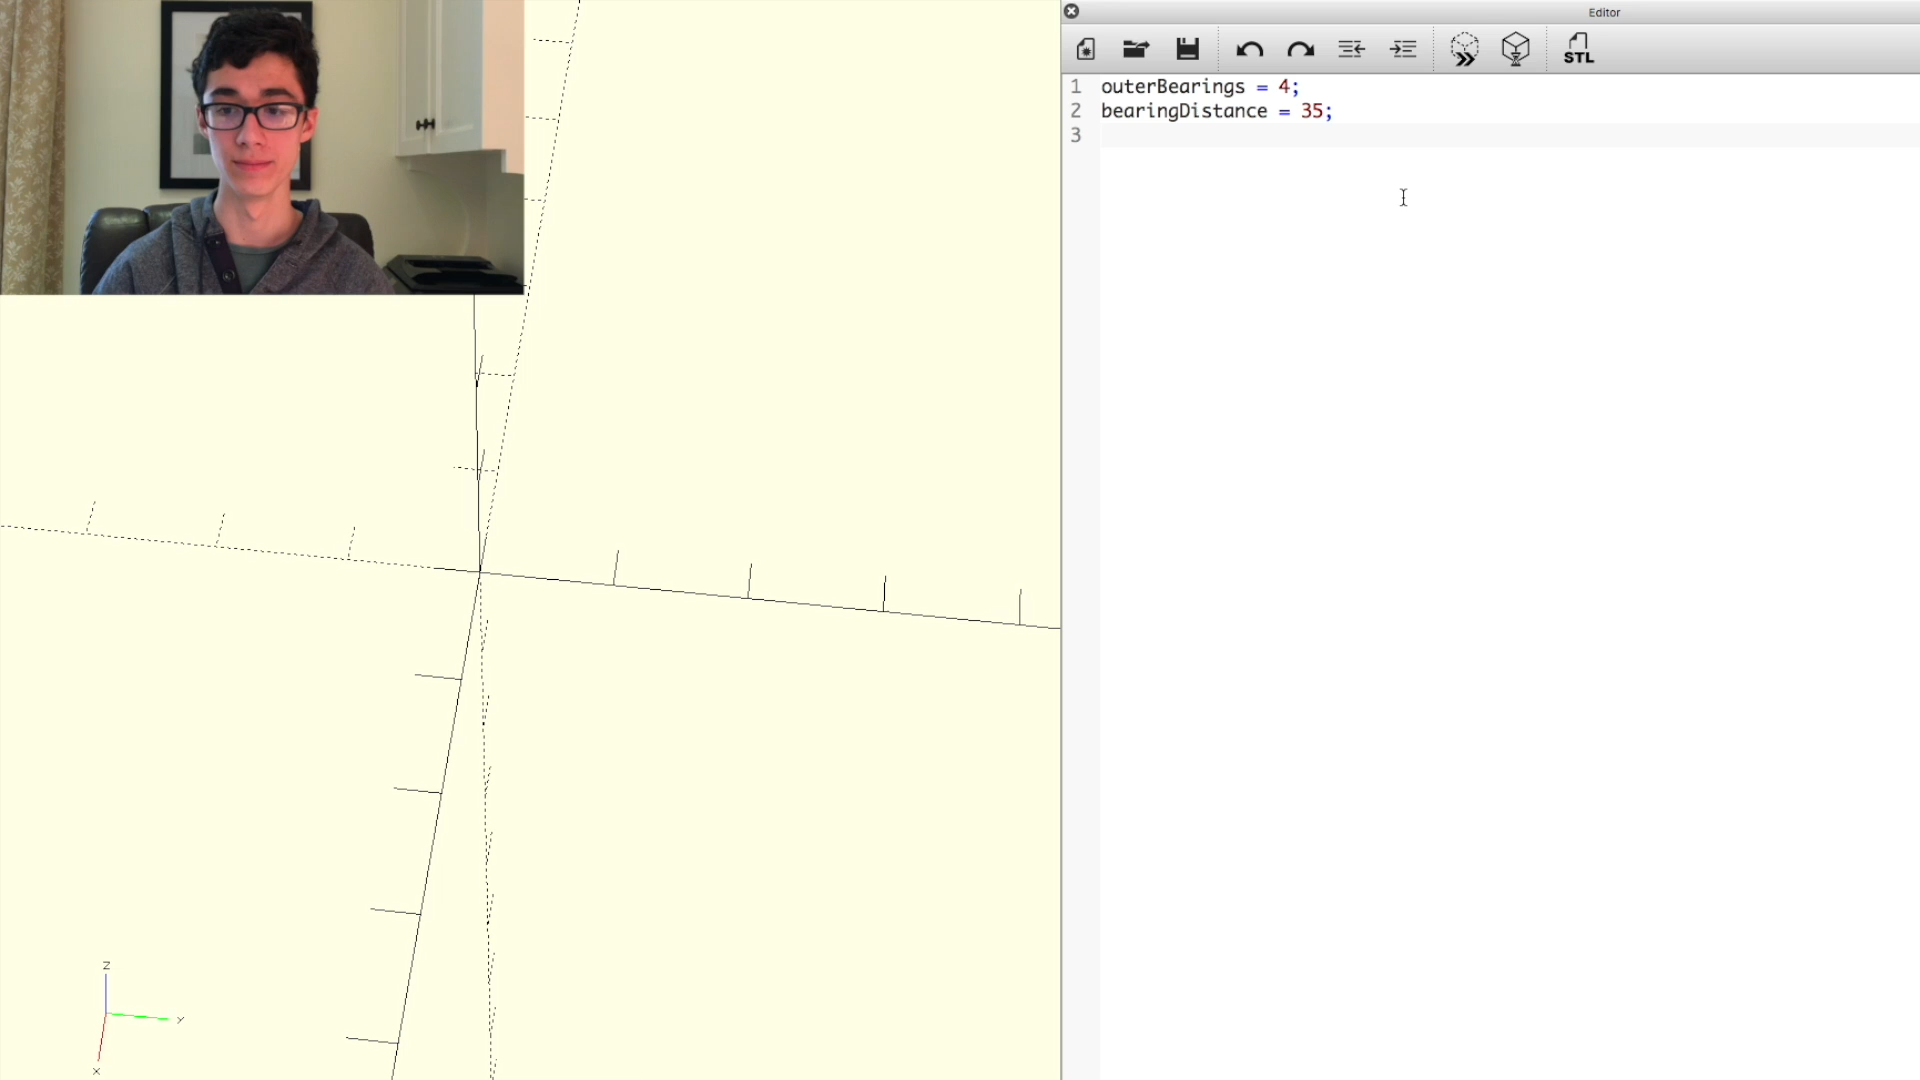 Editor
STL
1 outerBearings = 4;
2 bearingDistance = 35;
3
Z
Y
X